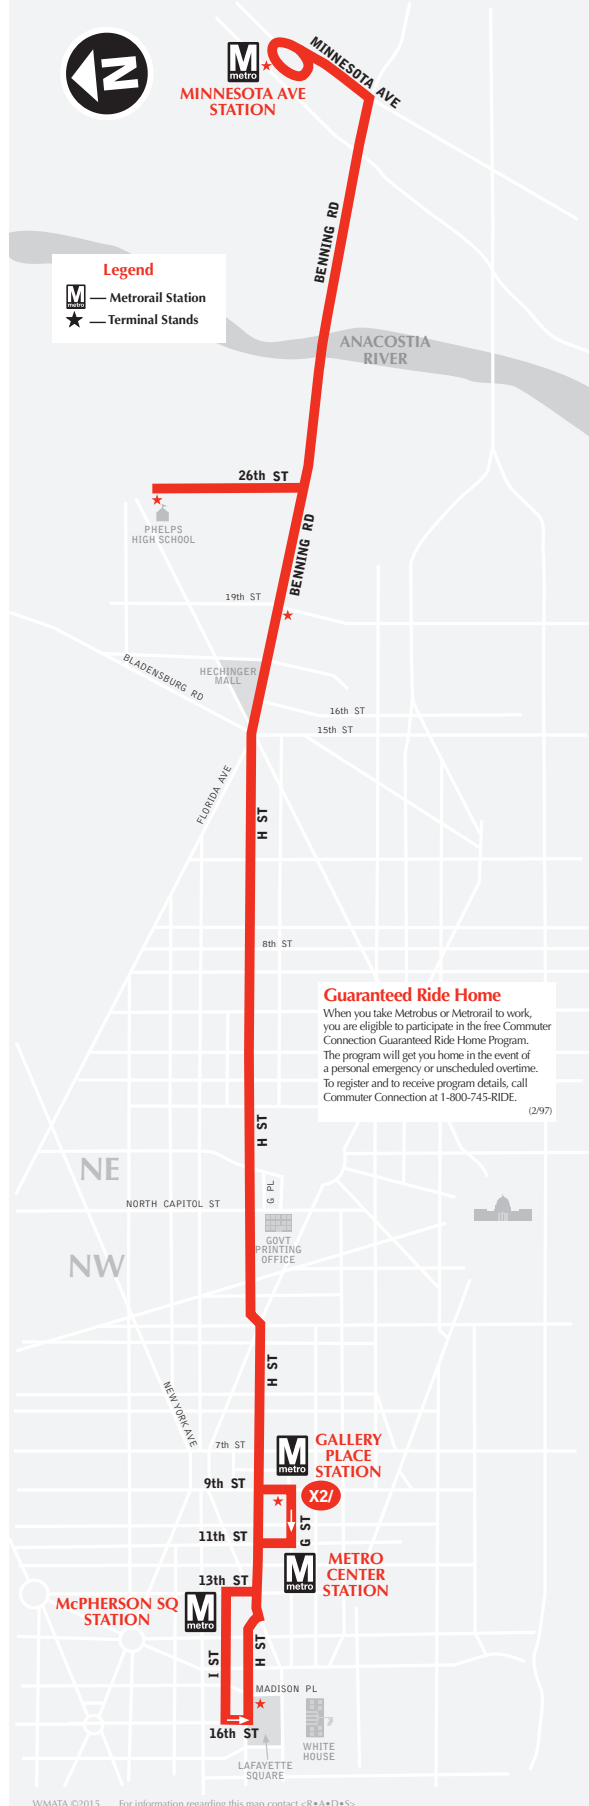 N
M
metro
MINNESOTA AVE
STATION
MINNESOTA AVE
BENNING RD
Legend
M
metro
— Metrorail Station
— Terminal Stands
ANACOSTIA
RIVER
26th ST
PHELPS
HIGH SCHOOL
BENNING RD
19th ST
BLADENSBURG RD
HECHINGER
MALL
16th ST
15th ST
FLORIDA AVE
H ST
8th ST
Guaranteed Ride Home
When you take Metrobus or Metrorail to work,
you are eligible to participate in the free Commuter
Connection Guaranteed Ride Home Program.
The program will get you home in the event of
a personal emergency or unscheduled overtime.
To register and to receive program details, call
Commuter Connection at 1-800-745-RIDE.
(2/97)
H ST
NE
G PL
NORTH CAPITOL ST
GOVT
PRINTING
OFFICE
NW
H ST
NEW YORK AVE
7th ST
M
metro
GALLERY
PLACE
STATION
9th ST
X2/
G ST
11th ST
M
metro
METRO
CENTER
STATION
13th ST
McPHERSON SQ
STATION
M
metro
I ST
H ST
MADISON PL
16th ST
WHITE
HOUSE
LAFAYETTE
SQUARE
WMATA ©2015 For information regarding this map contact <R•A•D•S>